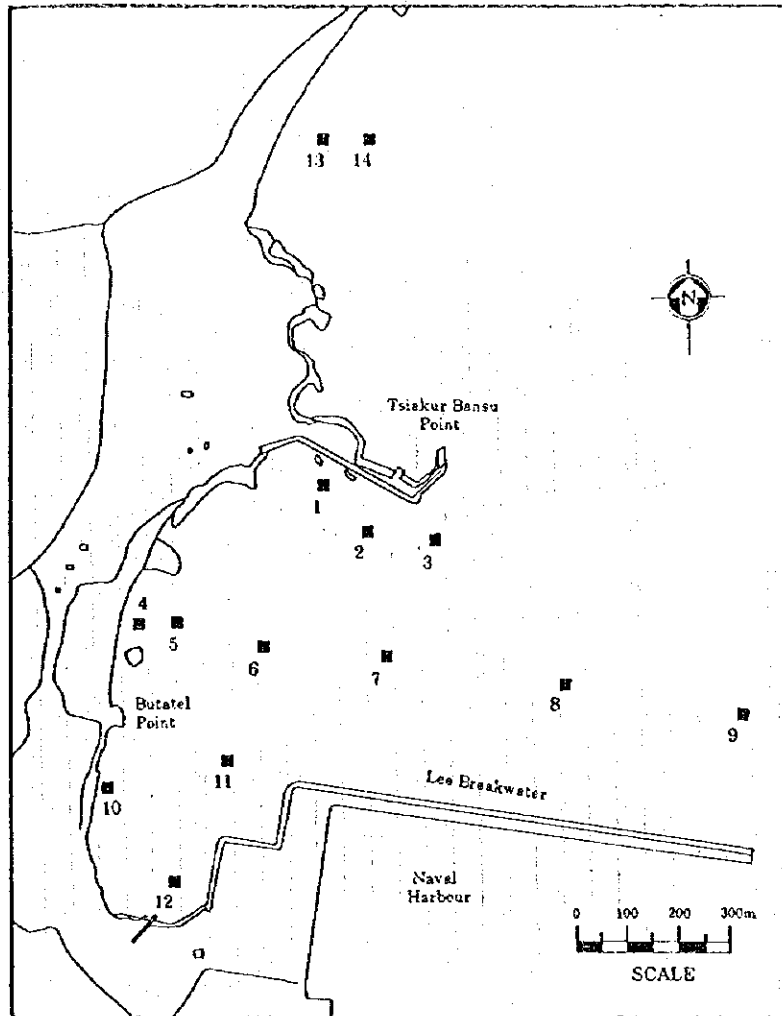 13 14
N
Tsiakur Bansu
Point
1
2
3
4
5
6
7
8
9
Butatel
Point
11
10
Lee Breakwater
12
Naval
Harbour
0 100 200 300m
SCALE